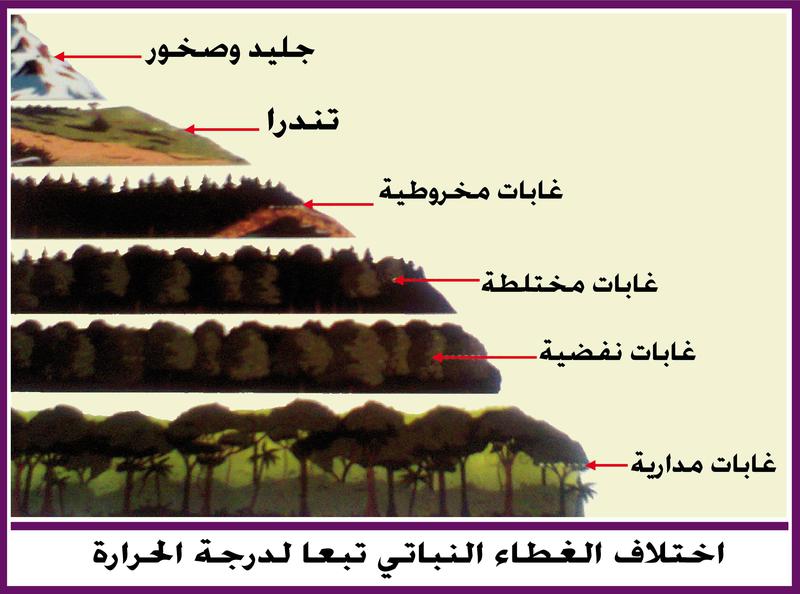 جليد وصخور
تندرا
غابات مخروطية
غابات مختلطة
غابات نفضية
غابات مدارية
اختلاف الغطاء النباتي تبعا لدرجة الحرارة